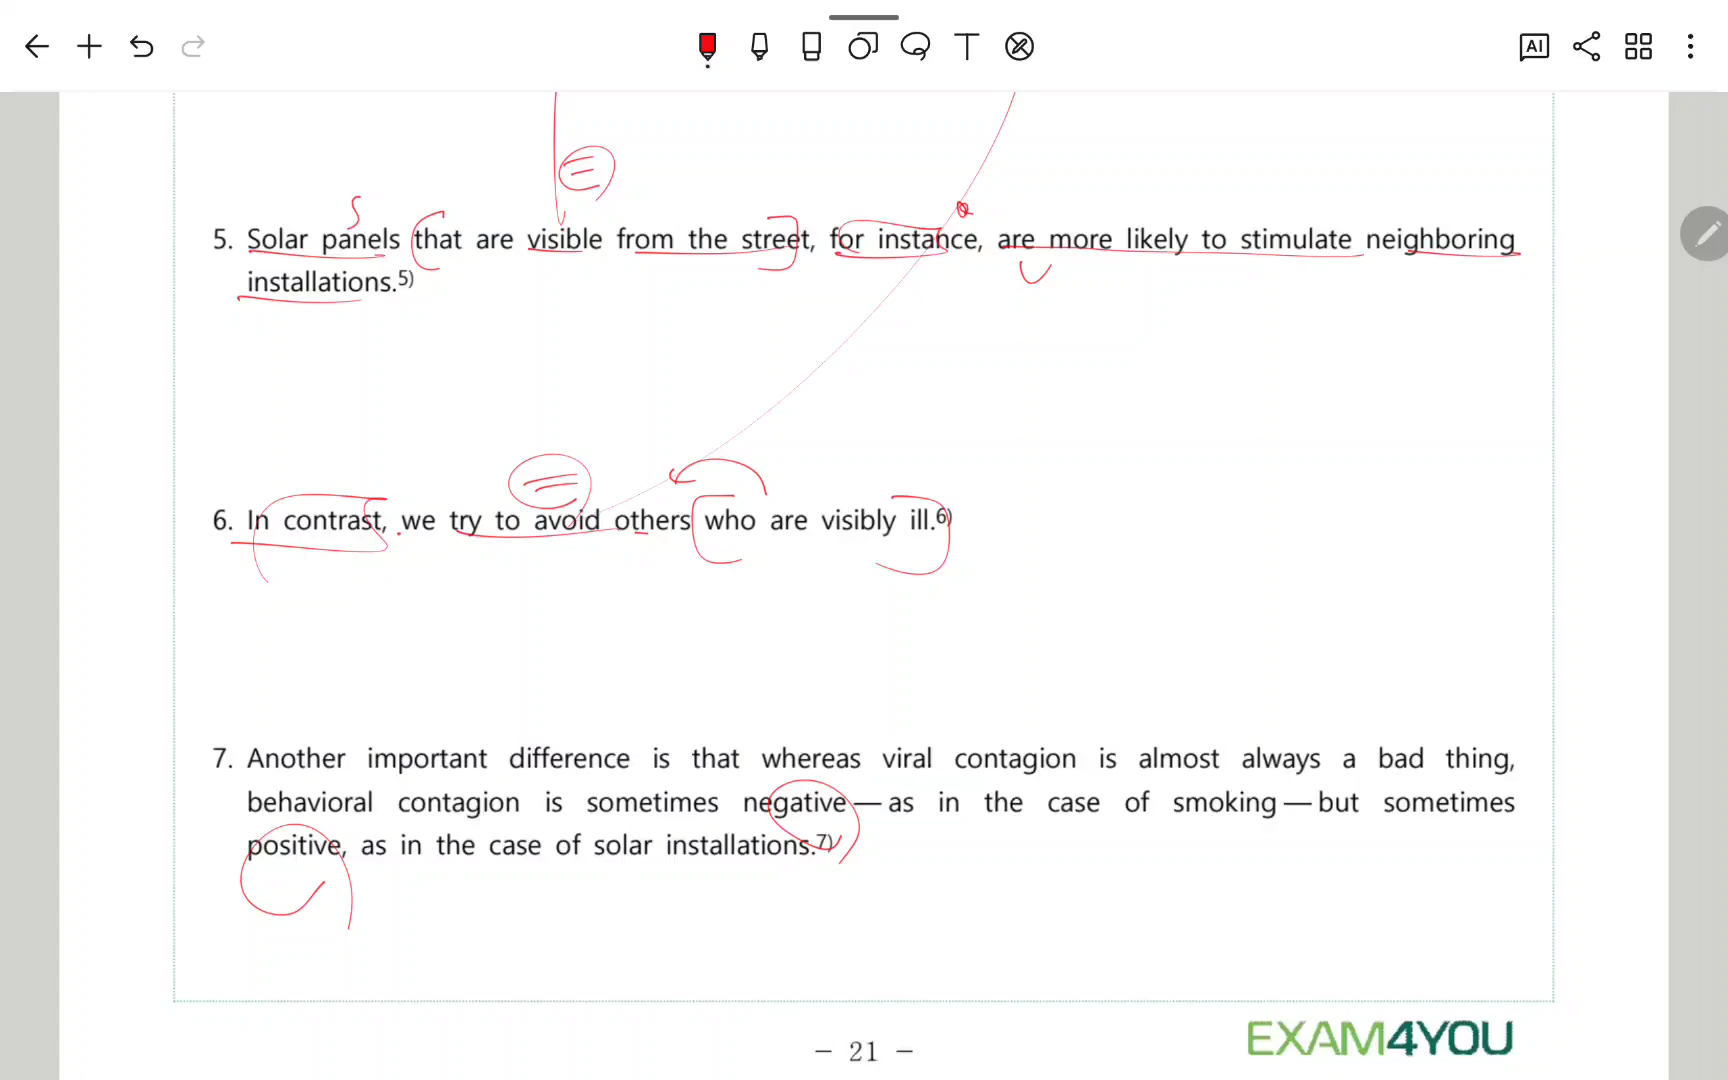 AI
S
5. Solar panels that are visible from the street, for instance, are more likely to stimulate neighboring
installations.5)
V
6. In contrast, we try to avoid others who are visibly ill.6)
7. Another important difference is that whereas viral contagion is almost always a bad thing,
behavioral contagion is sometimes negative—as in the case of smoking—but sometimes
positive, as in the case of solar installations.7)
- 21 -
EXAM4YOU